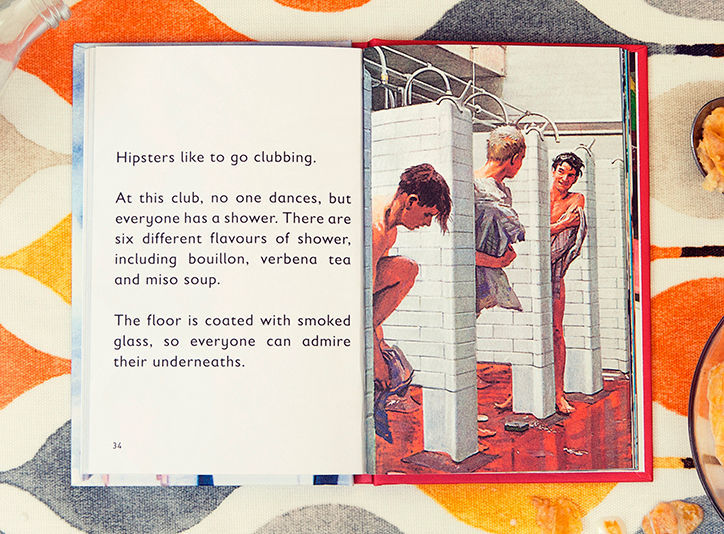 Hipsters like to go clubbing.
At this club, no one dances, but
everyone has a shower. There are
six different flavours of shower,
including bouillon, verbena tea
and miso soup.
The floor is coated with smoked
glass, so everyone can admire
their underneaths.
34